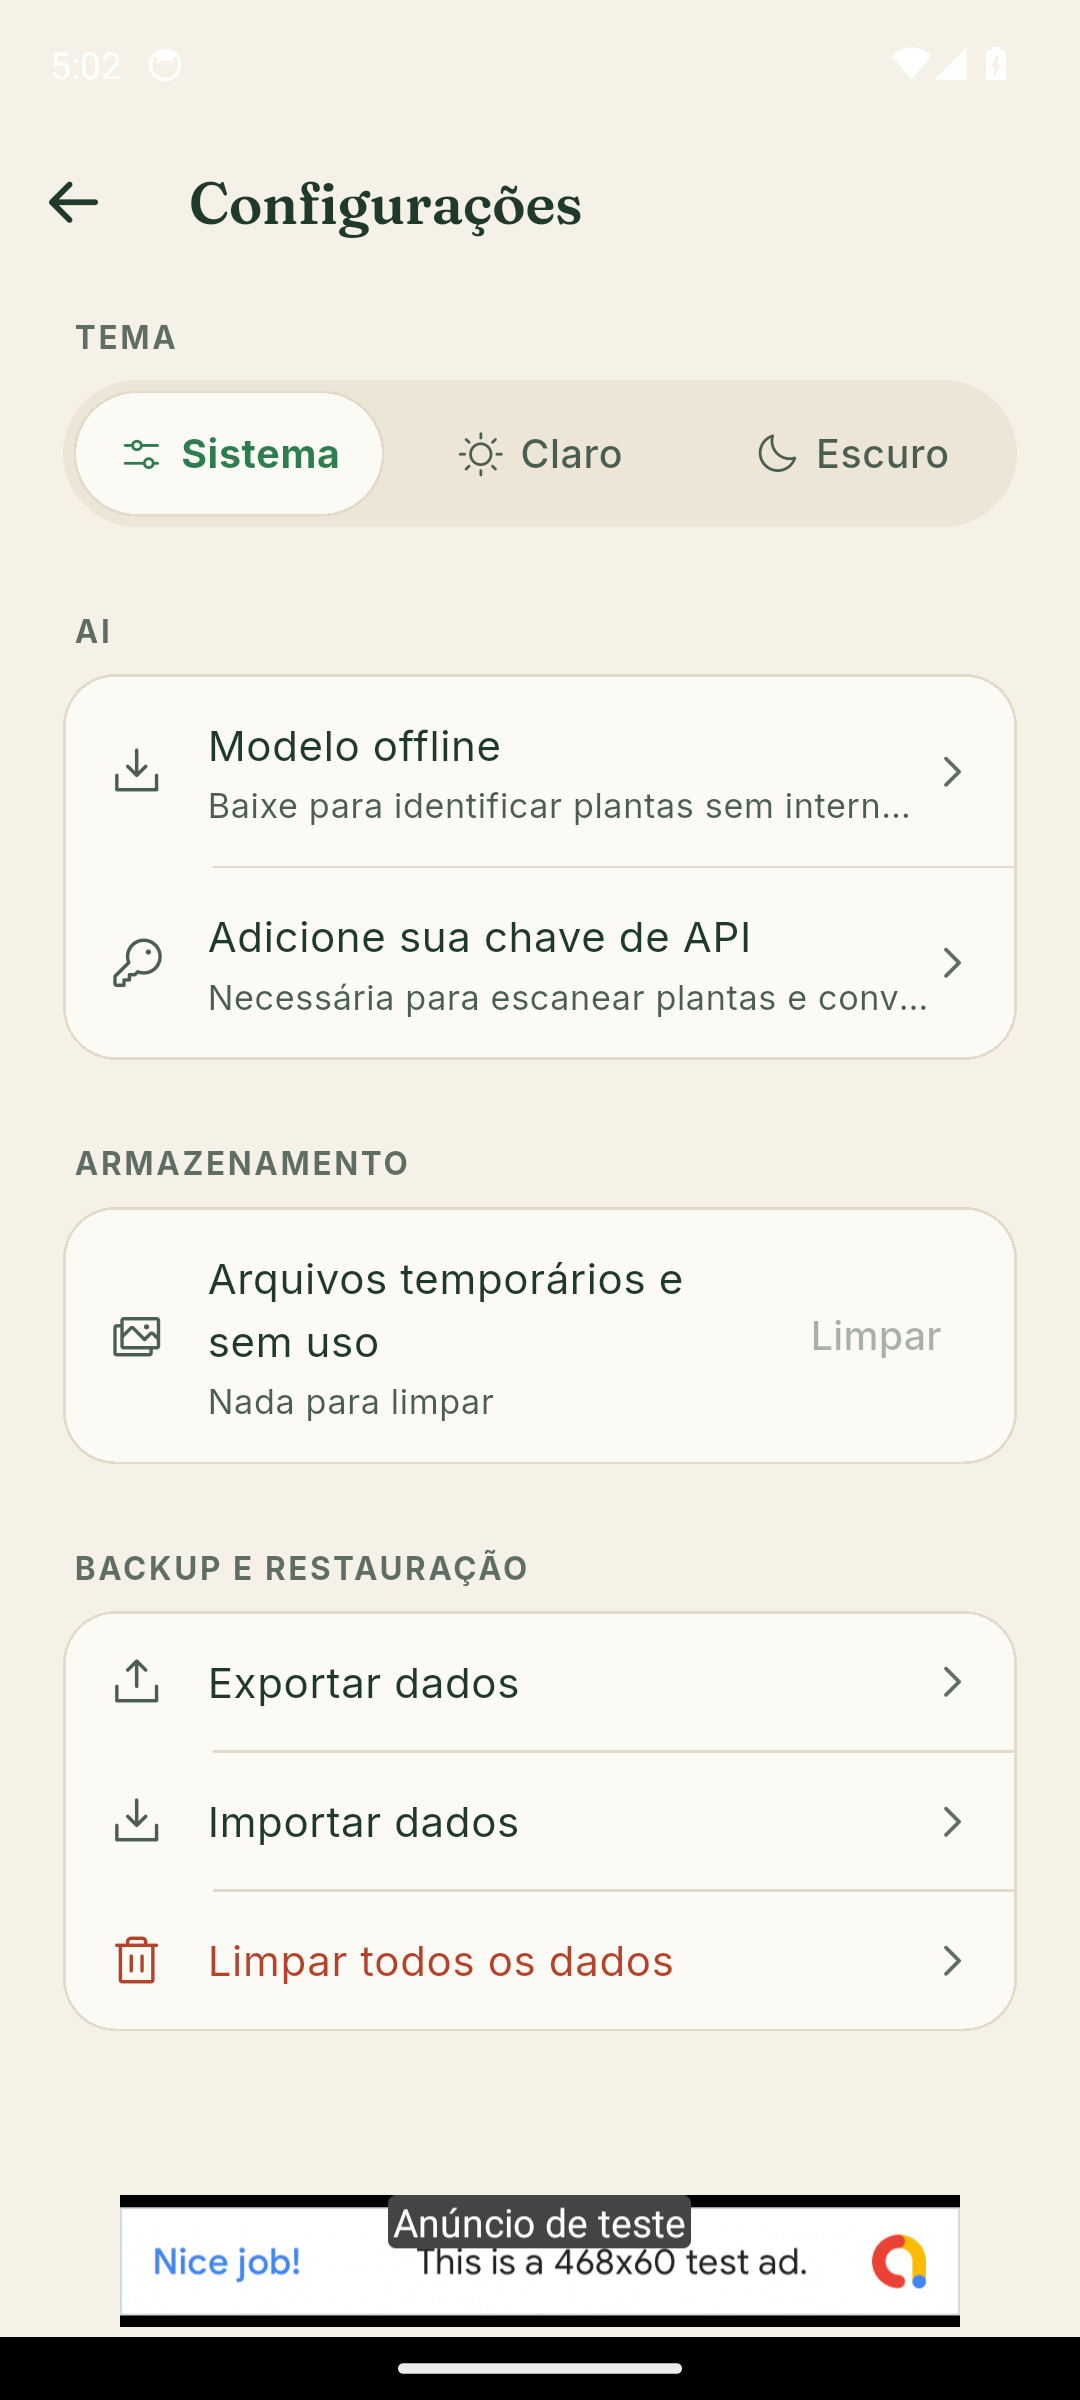 5:02
Configurações
TEMA
Sistema
Claro
Escuro
AI
Modelo offline
Baixe para identificar plantas sem intern...
Adicione sua chave de API
Necessária para escanear plantas e conv...
ARMAZENAMENTO
Arquivos temporários e
sem uso
Limpar
Nada para limpar
BACKUP E RESTAURAÇÃO
Exportar dados
Importar dados
Limpar todos os dados
Anúncio de teste
Nice job!
This is a 468x60 test ad.